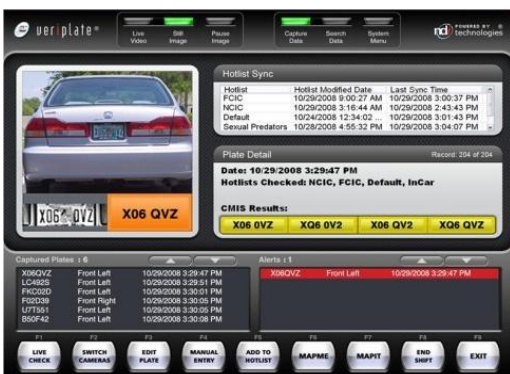 veriplate
Live Video
Still Image
Pause Image
Capture Data
Search Data
System Menu
POWERED BY
ndi technologies
Hotlist Sync
Hotlist Hotlist Modified Date Last Sync Time
FCIC 10/29/2008 9:00:27 AM 10/29/2008 3:00:37 PM
NCIC 10/29/2008 3:16:44 AM 10/29/2008 2:43:43 PM
Default 10/24/2008 12:34:02 ... 10/29/2008 3:01:43 PM
Sexual Predators 10/28/2008 4:55:32 PM 10/29/2008 3:04:07 PM
Plate Detail Record: 204 of 204
Date: 10/29/2008 3:29:47 PM
Hotlists Checked: NCIC, FCIC, Default, InCar
CMIS Results:
X06 0VZ XQ6 0V2 X06 QV2 XQ6 QVZ
X06 QVZ
X06 QVZ
Captured Plates : 6
X06QVZ Front Left 10/29/2008 3:29:47 PM
LC492S Front Left 10/29/2008 3:29:51 PM
FKC02D Front Left 10/29/2008 3:30:01 PM
F02D39 Front Right 10/29/2008 3:30:05 PM
U7T551 Front Left 10/29/2008 3:30:05 PM
B50F42 Front Left 10/29/2008 3:30:08 PM
Alerts : 1
X06QVZ Front Left 10/29/2008 3:29:47 PM
F1 F2 F3 F4 F5 F6 F7 F8 F9
LIVE CHECK
SWITCH CAMERAS
EDIT PLATE
MANUAL ENTRY
ADD TO HOTLIST
MAPME
MAPIT
END SHIFT
EXIT